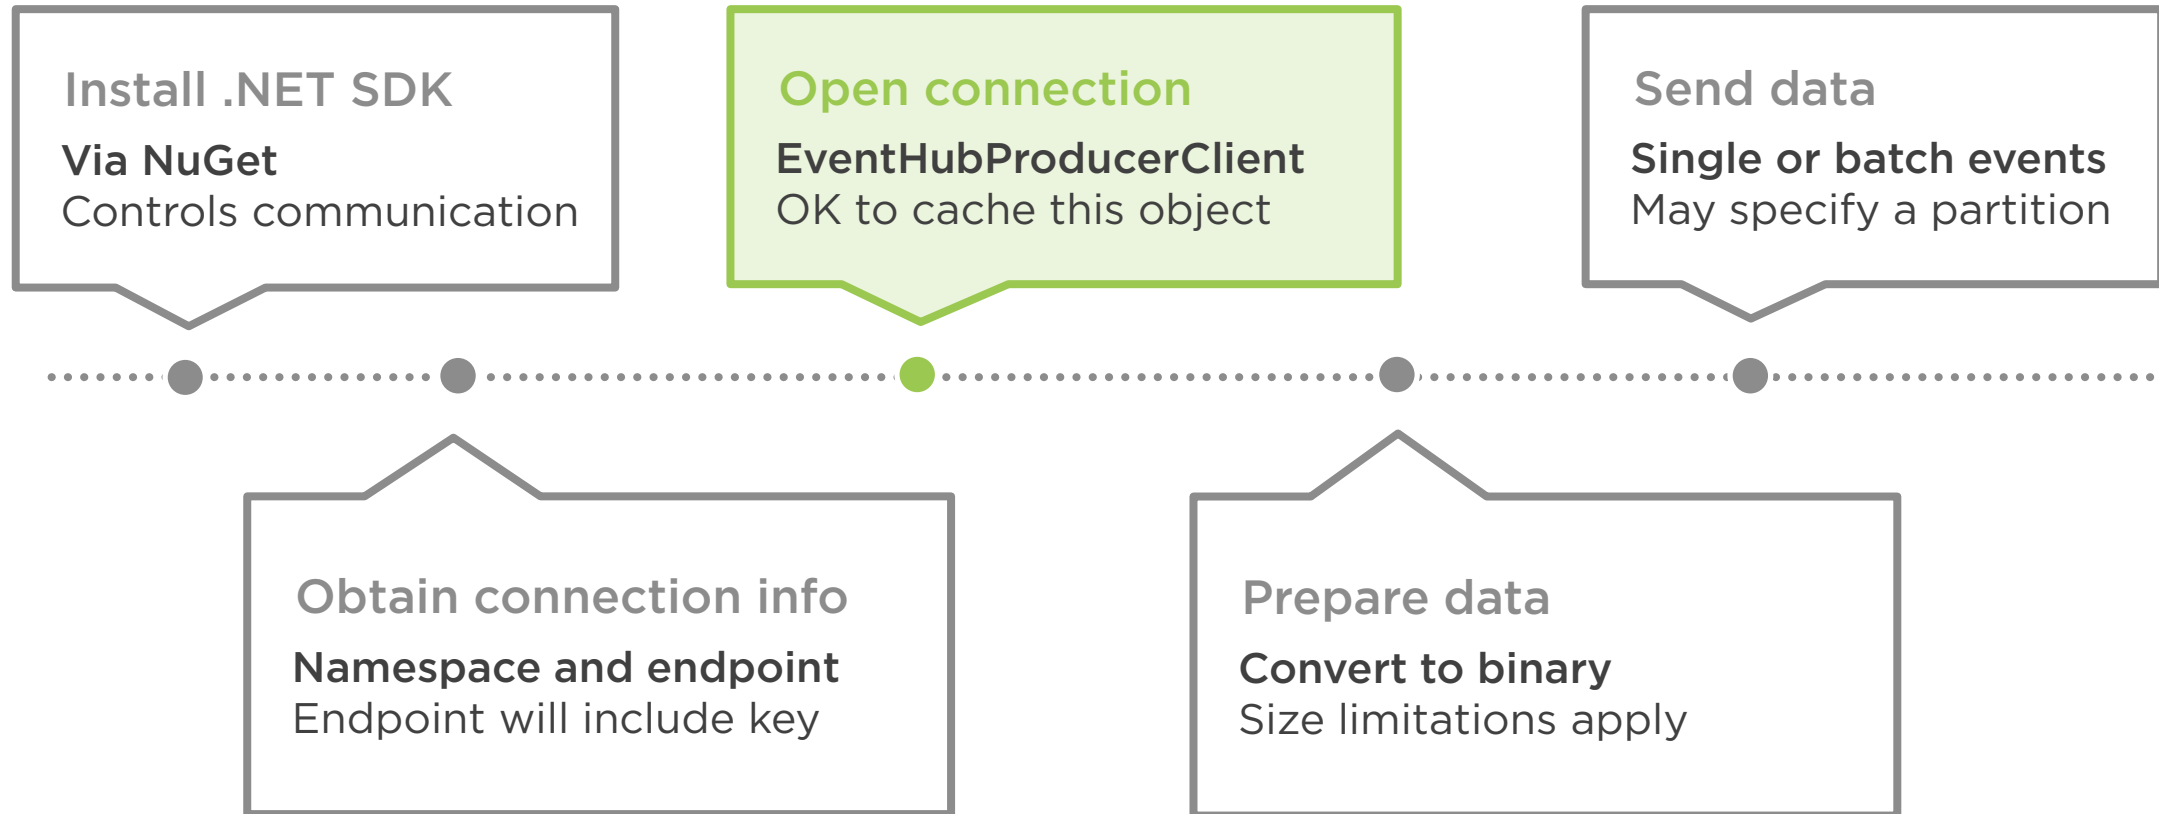 Install .NET SDK
Via NuGet
Controls communication
Obtain connection info
Namespace and endpoint
Endpoint will include key
Open connection
EventHubProducerClient
OK to cache this object
Prepare data
Convert to binary
Size limitations apply
Send data
Single or batch events
May specify a partition